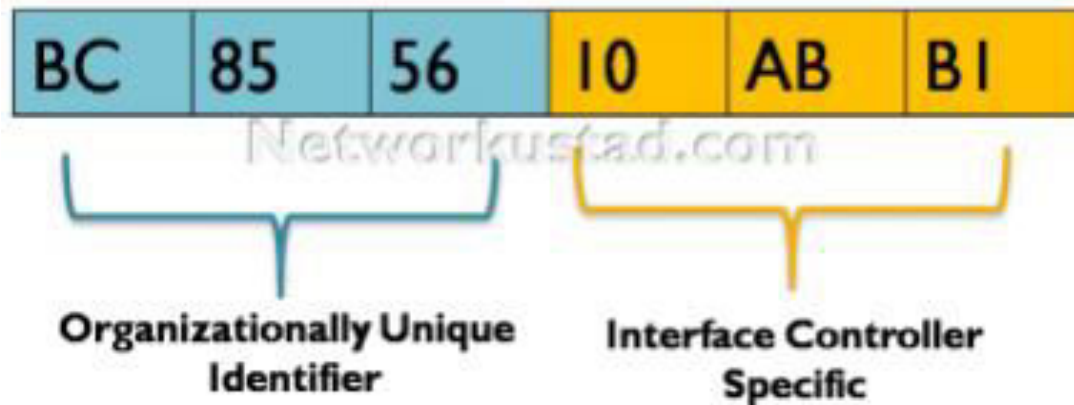 BC 85 56 10 AB B1
Networkustad.com
Organizationally Unique
Identifier
Interface Controller
Specific